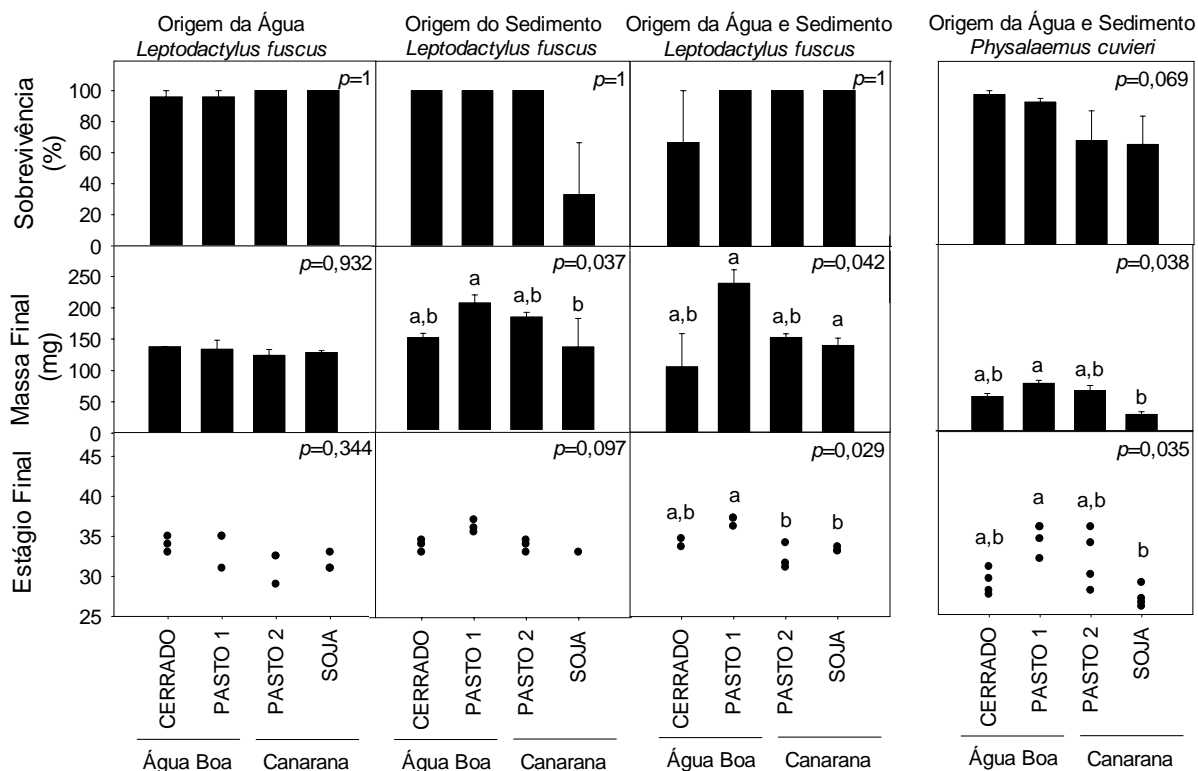 Origem da Água
Leptodactylus fuscus
Origem do Sedimento
Leptodactylus fuscus
Origem da Água e Sedimento
Leptodactylus fuscus
Origem da Água e Sedimento
Physalaemus cuvieri
Sobrevivência
(%)
100
80
60
40
20
0
p=1
p=1
p=1
p=0,069
Massa Final
(mg)
250
200
150
100
50
0
p=0,932
p=0,037
a,b
a
a,b
b
p=0,042
a,b
a
a,b
a
p=0,038
a,b
a
a,b
b
Estágio Final
45
40
35
30
25
p=0,344
p=0,097
p=0,029
a,b
a
b
b
p=0,035
a,b
a
a,b
b
CERRADO
PASTO 1
PASTO 2
SOJA
CERRADO
PASTO 1
PASTO 2
SOJA
CERRADO
PASTO 1
PASTO 2
SOJA
CERRADO
PASTO 1
PASTO 2
SOJA
Água Boa
Canarana
Água Boa
Canarana
Água Boa
Canarana
Água Boa
Canarana